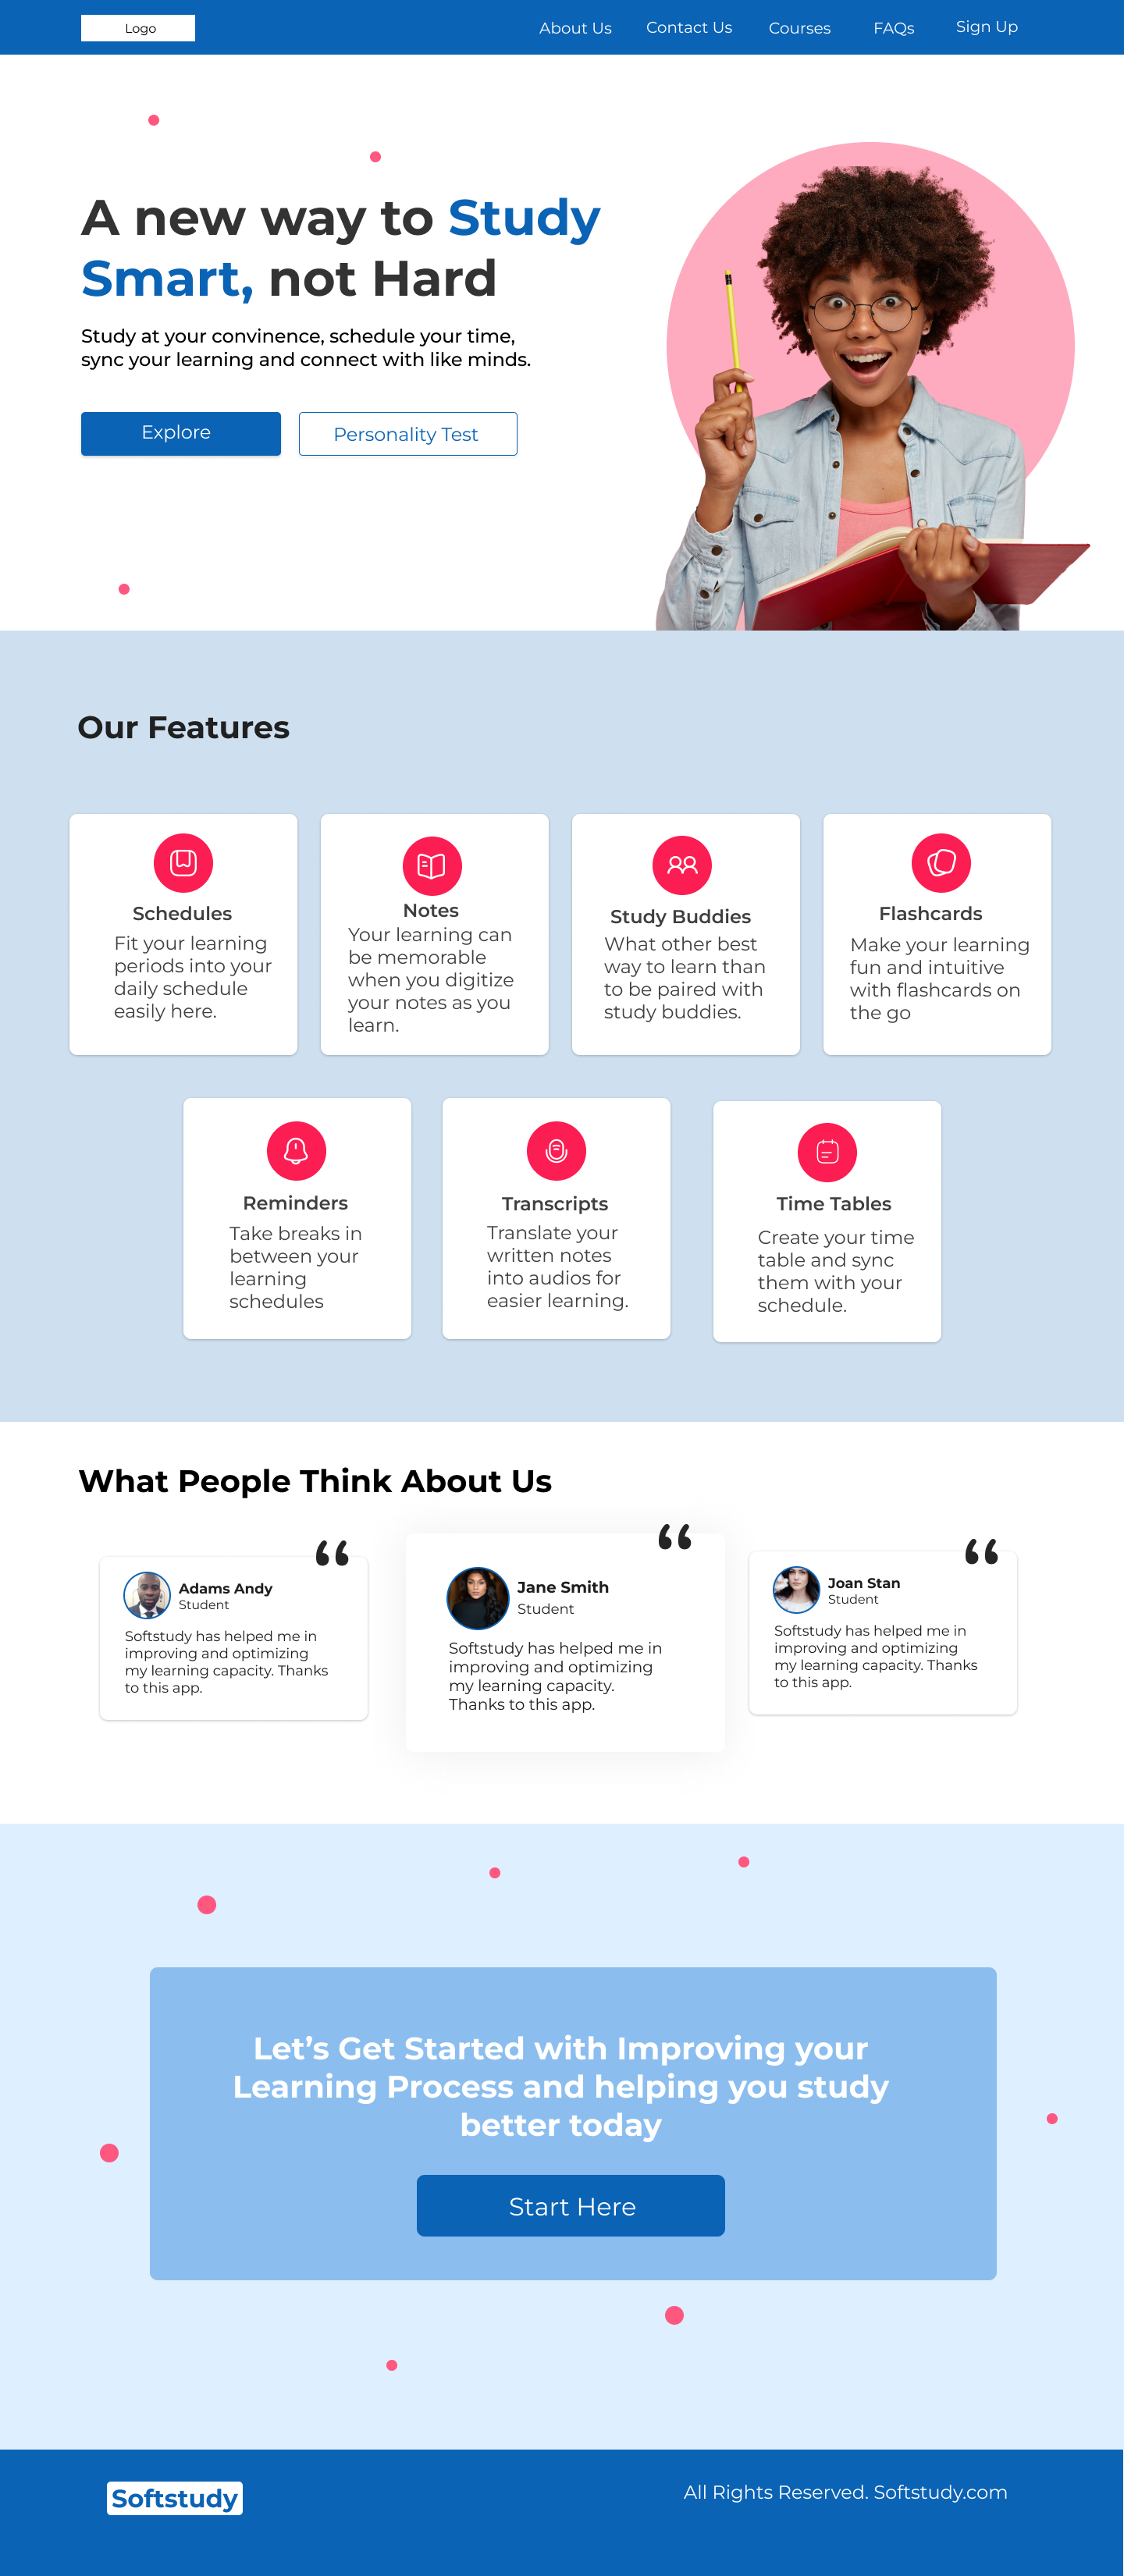 Logo
About Us
Contact Us
Courses
FAQs
Sign Up
A new way to Study
Smart, not Hard
Study at your convinence, schedule your time,
sync your learning and connect with like minds.
Explore
Personality Test
Our Features
Schedules
Fit your learning
periods into your
daily schedule
easily here.
Notes
Your learning can
be memorable
when you digitize
your notes as you
learn.
Study Buddies
What other best
way to learn than
to be paired with
study buddies.
Flashcards
Make your learning
fun and intuitive
with flashcards on
the go
Reminders
Take breaks in
between your
learning
schedules
Transcripts
Translate your
written notes
into audios for
easier learning.
Time Tables
Create your time
table and sync
them with your
schedule.
What People Think About Us
“
Adams Andy
Student
Softstudy has helped me in
improving and optimizing
my learning capacity. Thanks
to this app.
“
Jane Smith
Student
Softstudy has helped me in
improving and optimizing
my learning capacity.
Thanks to this app.
“
Joan Stan
Student
Softstudy has helped me in
improving and optimizing
my learning capacity. Thanks
to this app.
Let’s Get Started with Improving your
Learning Process and helping you study
better today
Start Here
Softstudy
All Rights Reserved. Softstudy.com